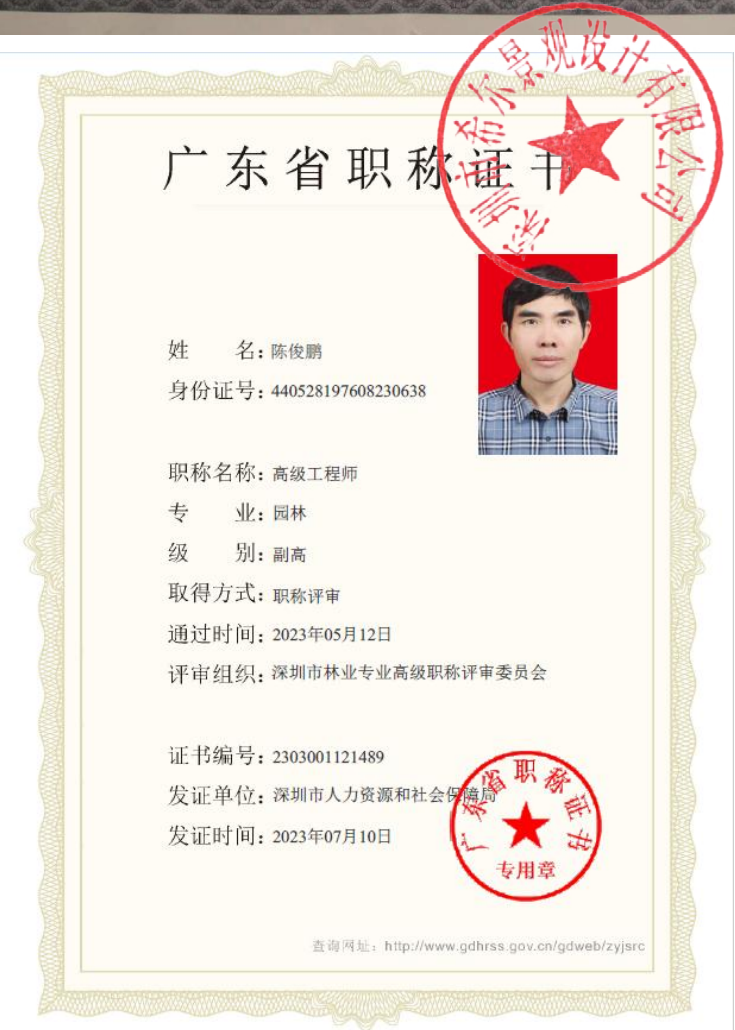 深圳市希尔景观设计有限公司
广东省职称证书
姓 名：陈俊鹏
身份证号：440528197608230638
职称名称：高级工程师
专 业：园林
级 别：副高
取得方式：职称评审
通过时间：2023年05月12日
评审组织：深圳市林业专业高级职称评审委员会
证书编号：2303001121489
发证单位：深圳市人力资源和社会保障局
发证时间：2023年07月10日
广东省职称证书
专用章
查询网址：http://www.gdhrss.gov.cn/gdweb/zyjsrc